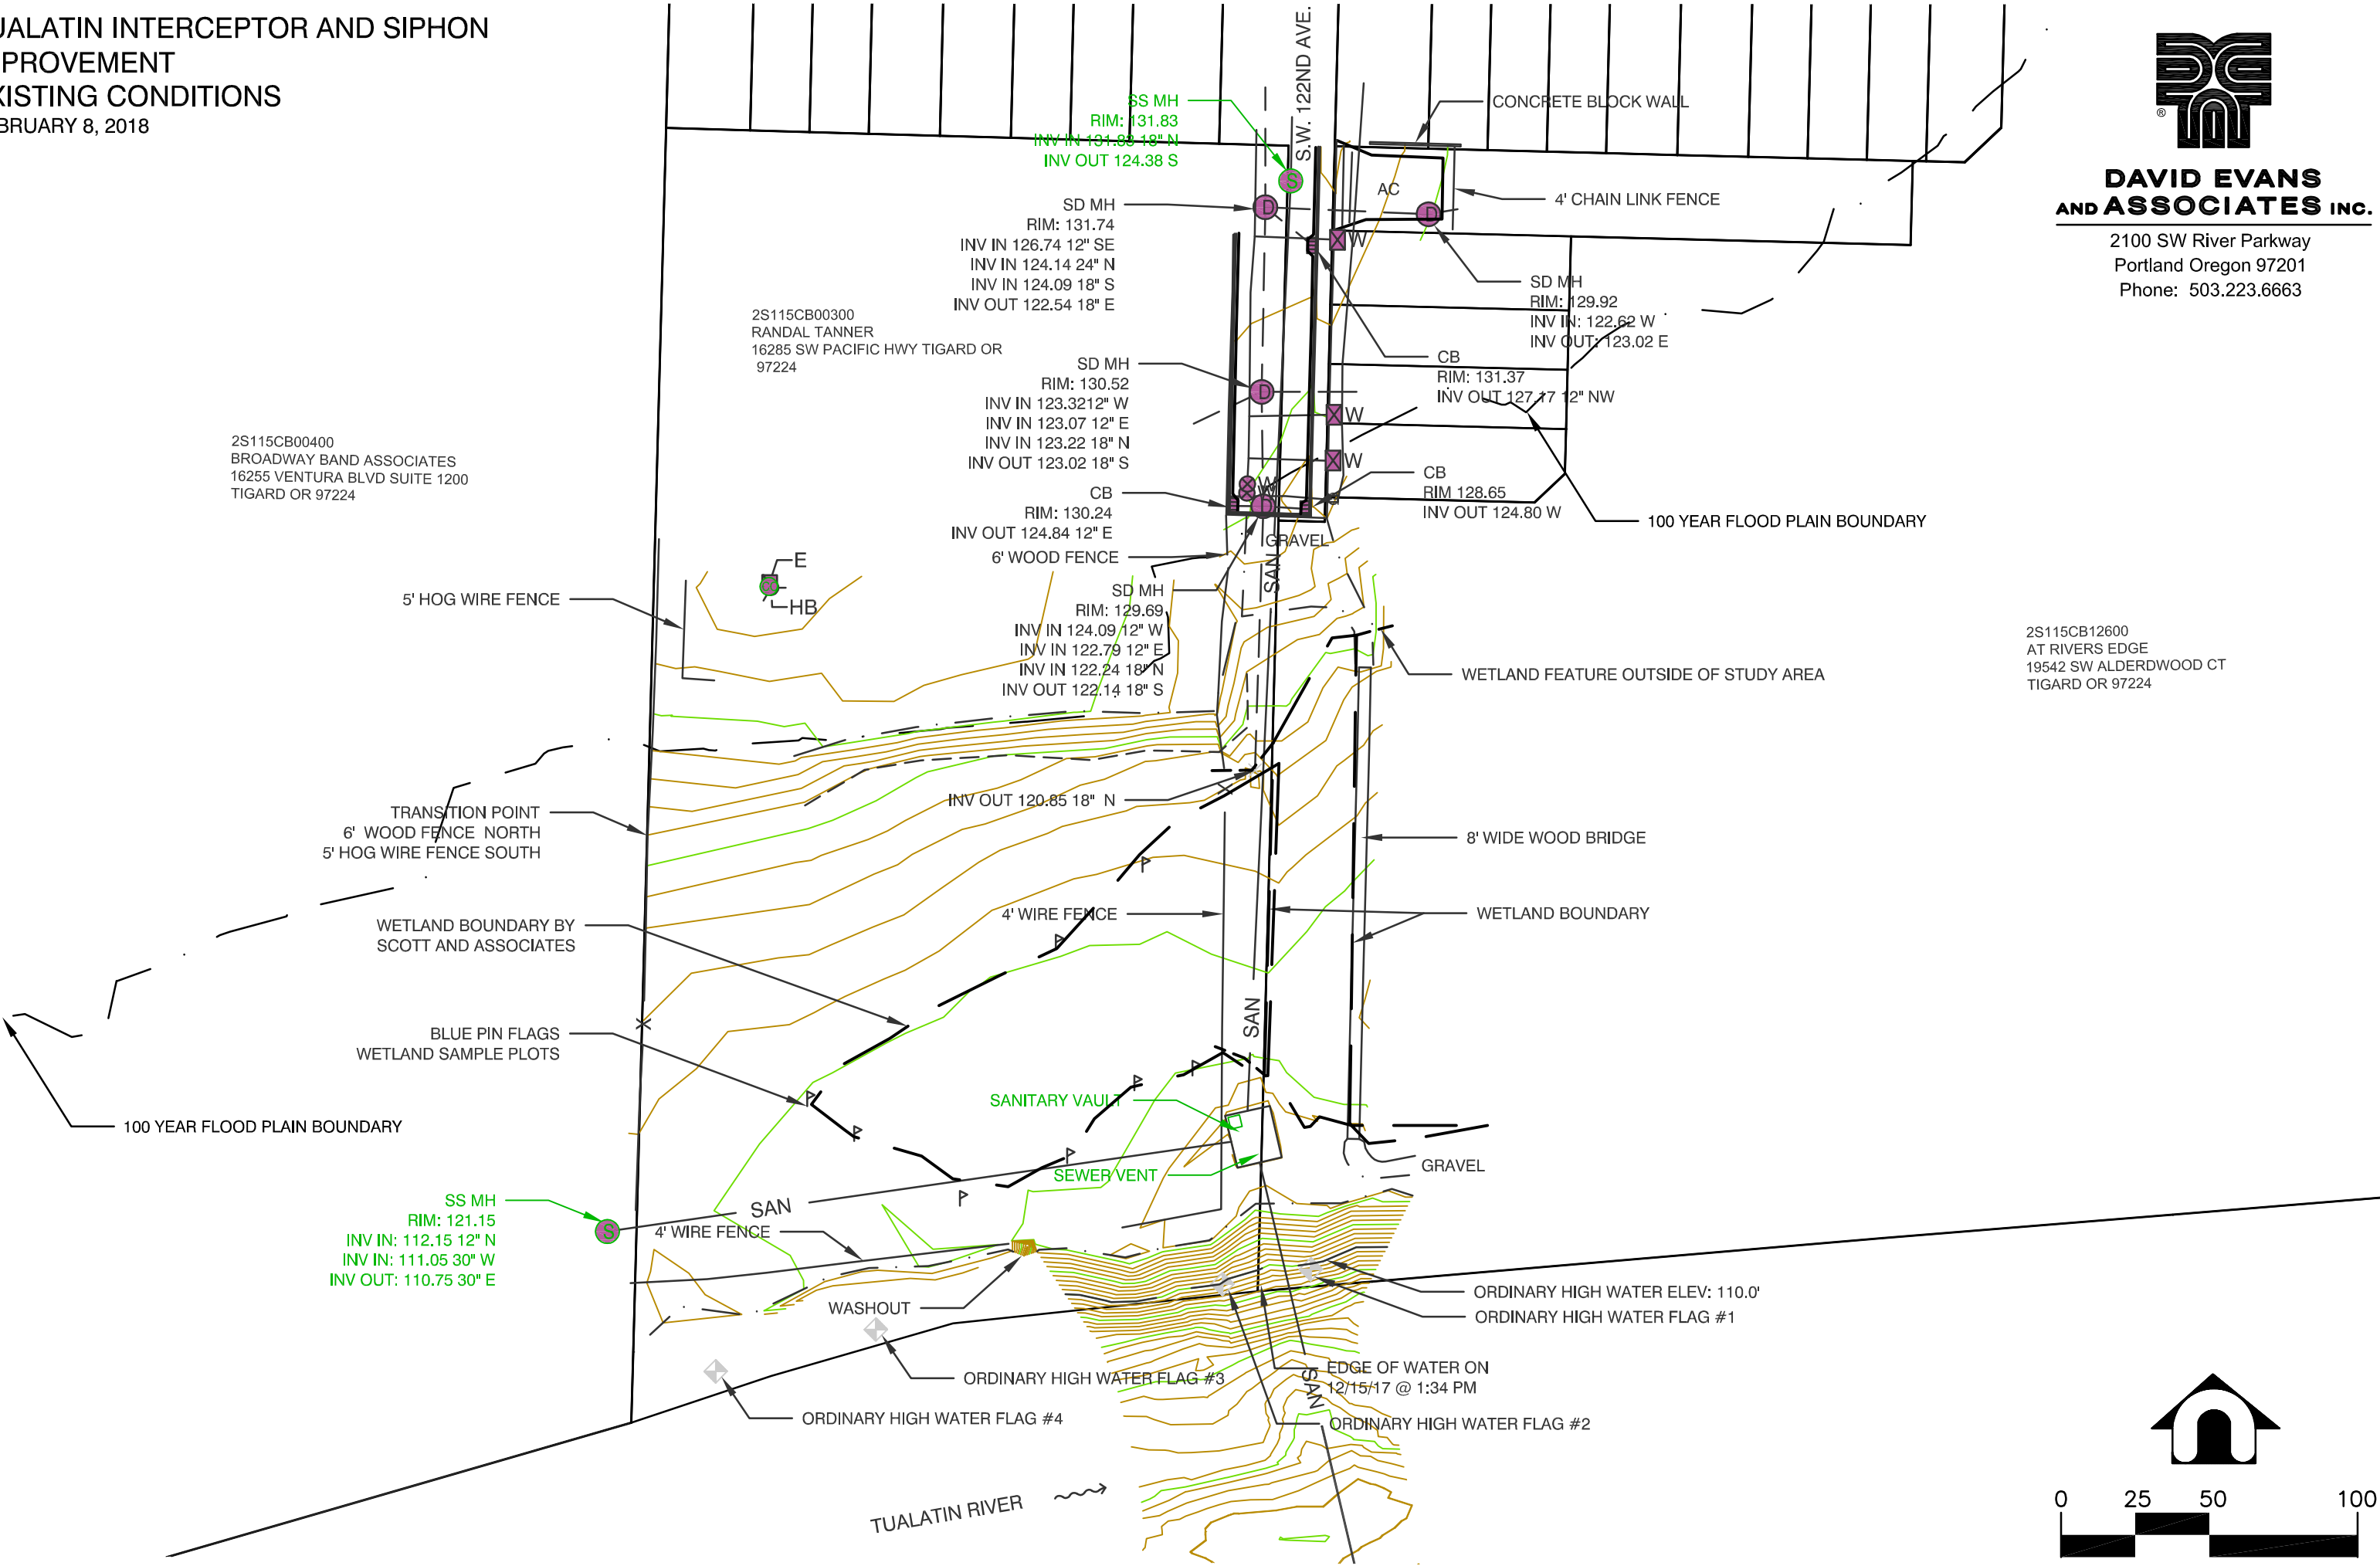 UALATIN INTERCEPTOR AND SIPHON
PROVEMENT
XISTING CONDITIONS
BRUARY 8, 2018
S.W. 122ND AVE.
SS MH
RIM: 131.83
INV IN 131.83 18" N
INV OUT 124.38 S
CONCRETE BLOCK WALL
4' CHAIN LINK FENCE
AC
S
D
D
W
DAVID EVANS
AND ASSOCIATES INC.
®
2100 SW River Parkway
Portland Oregon 97201
Phone: 503.223.6663
SD MH
RIM: 131.74
INV IN 126.74 12" SE
INV IN 124.14 24" N
INV IN 124.09 18" S
INV OUT 122.54 18" E
SD MH
RIM: 129.92
INV IN: 122.62 W
INV OUT: 123.02 E
2S115CB00300
RANDAL TANNER
16285 SW PACIFIC HWY TIGARD OR
97224
SD MH
RIM: 130.52
INV IN 123.3212" W
INV IN 123.07 12" E
INV IN 123.22 18" N
INV OUT 123.02 18" S
D
W
W
CB
RIM: 131.37
INV OUT 127.17 12" NW
2S115CB00400
BROADWAY BAND ASSOCIATES
16255 VENTURA BLVD SUITE 1200
TIGARD OR 97224
CB
RIM: 130.24
INV OUT 124.84 12" E
W
D
CB
RIM 128.65
INV OUT 124.80 W
100 YEAR FLOOD PLAIN BOUNDARY
6' WOOD FENCE
GRAVEL
SAN
E
HB
5' HOG WIRE FENCE
SD MH
RIM: 129.69
INV IN 124.09 12" W
INV IN 122.79 12" E
INV IN 122.24 18" N
INV OUT 122.14 18" S
WETLAND FEATURE OUTSIDE OF STUDY AREA
2S115CB12600
AT RIVERS EDGE
19542 SW ALDERDWOOD CT
TIGARD OR 97224
INV OUT 120.85 18" N
TRANSITION POINT
6' WOOD FENCE NORTH
5' HOG WIRE FENCE SOUTH
8' WIDE WOOD BRIDGE
4' WIRE FENCE
WETLAND BOUNDARY
WETLAND BOUNDARY BY
SCOTT AND ASSOCIATES
SAN
BLUE PIN FLAGS
WETLAND SAMPLE PLOTS
SANITARY VAULT
100 YEAR FLOOD PLAIN BOUNDARY
SEWER VENT
GRAVEL
SS MH
RIM: 121.15
INV IN: 112.15 12" N
INV IN: 111.05 30" W
INV OUT: 110.75 30" E
S
SAN
4' WIRE FENCE
WASHOUT
ORDINARY HIGH WATER ELEV: 110.0'
ORDINARY HIGH WATER FLAG #1
EDGE OF WATER ON
12/15/17 @ 1:34 PM
ORDINARY HIGH WATER FLAG #3
SAN
ORDINARY HIGH WATER FLAG #4
ORDINARY HIGH WATER FLAG #2
TUALATIN RIVER
0 25 50 100